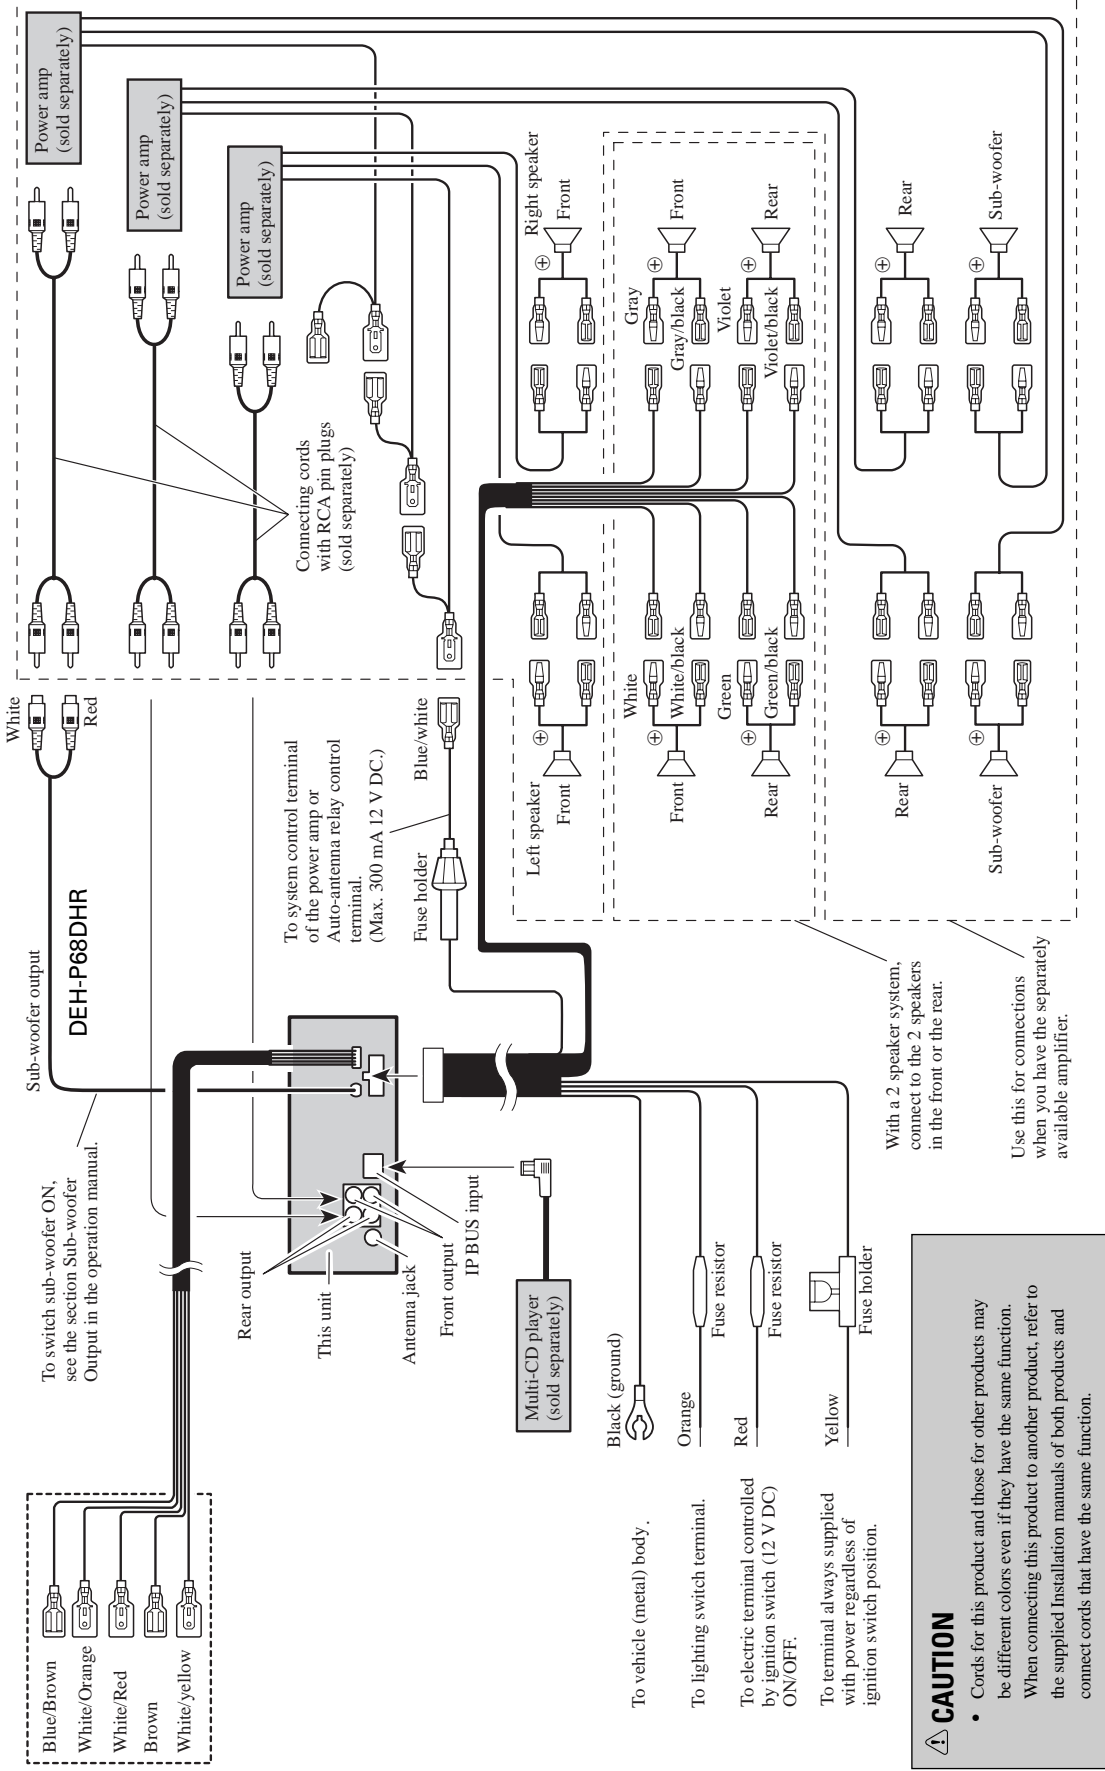 Blue/Brown
White/Orange
White/Red
Brown
White/yellow
To switch sub-woofer ON,
see the section Sub-woofer
Output in the operation manual.
Sub-woofer output
DEH-P68DHR
White
Red
Power amp
(sold separately)
Power amp
(sold separately)
Power amp
(sold separately)
Connecting cords
with RCA pin plugs
(sold separately)
Rear output
This unit
Antenna jack
Front output
IP BUS input
Multi-CD player
(sold separately)
To system control terminal
of the power amp or
Auto-antenna relay control
terminal.
(Max. 300 mA 12 V DC.)
Fuse holder
Blue/white
Left speaker
Front
Right speaker
Front
White
White/black
Front
Green
Green/black
Rear
Gray
Gray/black
Front
Violet
Violet/black
Rear
Rear
Sub-woofer
Rear
Sub-woofer
With a 2 speaker system,
connect to the 2 speakers
in the front or the rear.
Use this for connections
when you have the separately
available amplifier.
Black (ground)
To vehicle (metal) body.
Orange
Fuse resistor
To lighting switch terminal.
Red
Fuse resistor
To electric terminal controlled
by ignition switch (12 V DC)
ON/OFF.
Yellow
Fuse holder
To terminal always supplied
with power regardless of
ignition switch position.
CAUTION
• Cords for this product and those for other products may
be different colors even if they have the same function.
When connecting this product to another product, refer to
the supplied Installation manuals of both products and
connect cords that have the same function.